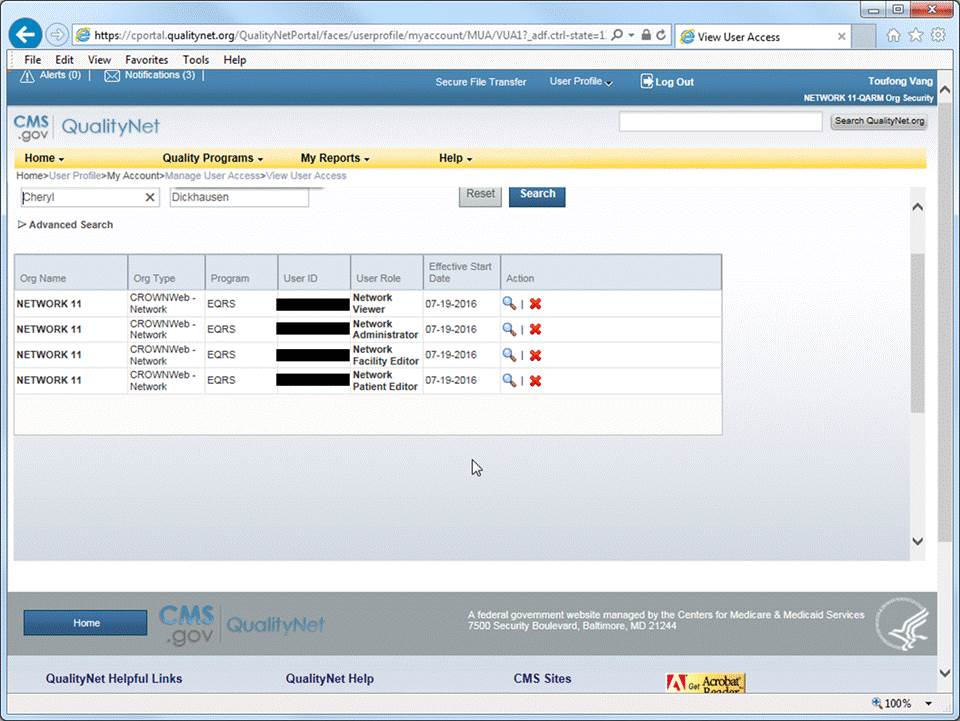 https://cportal.qualitynet.org/QualityNetPortal/faces/userprofile/myaccount/MUA/VUA1?_adf.ctrl-state=1
View User Access
File Edit View Favorites Tools Help
Alerts (0) | Notifications (3) |
Secure File Transfer User Profile Log Out
Toufong Vang
NETWORK 11-QARM Org Security
CMS .gov QualityNet
Search QualityNet.org
Home Quality Programs My Reports Help
Home>User Profile>My Account>Manage User Access>View User Access
Cheryl Dickhausen Reset Search
Advanced Search
Org Name Org Type Program User ID User Role Effective Start Date Action
NETWORK 11 CROWNWeb - Network EQRS Network Viewer 07-19-2016 |
NETWORK 11 CROWNWeb - Network EQRS Network Administrator 07-19-2016 |
NETWORK 11 CROWNWeb - Network EQRS Network Facility Editor 07-19-2016 |
NETWORK 11 CROWNWeb - Network EQRS Network Patient Editor 07-19-2016 |
Home
CMS .gov QualityNet
A federal government website managed by the Centers for Medicare & Medicaid Services
7500 Security Boulevard, Baltimore, MD 21244
QualityNet Helpful Links QualityNet Help CMS Sites
Get Acrobat Reader
100%